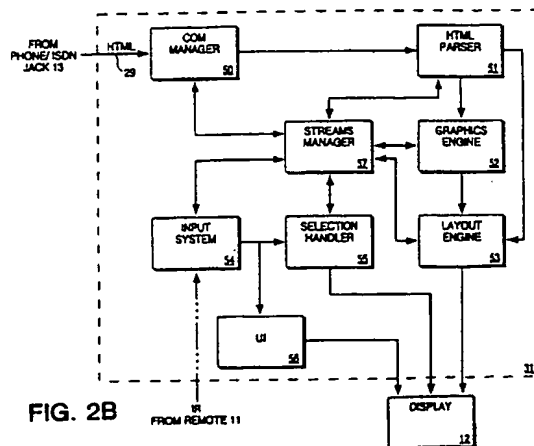 FROM
PHONE/ISDN
JACK 13
HTML
29
COM
MANAGER
50
HTML
PARSER
51
STREAMS
MANAGER
57
GRAPHICS
ENGINE
52
INPUT
SYSTEM
54
SELECTION
HANDLER
55
LAYOUT
ENGINE
53
UI
56
31
FIG. 2B
IR
FROM REMOTE 11
DISPLAY
12